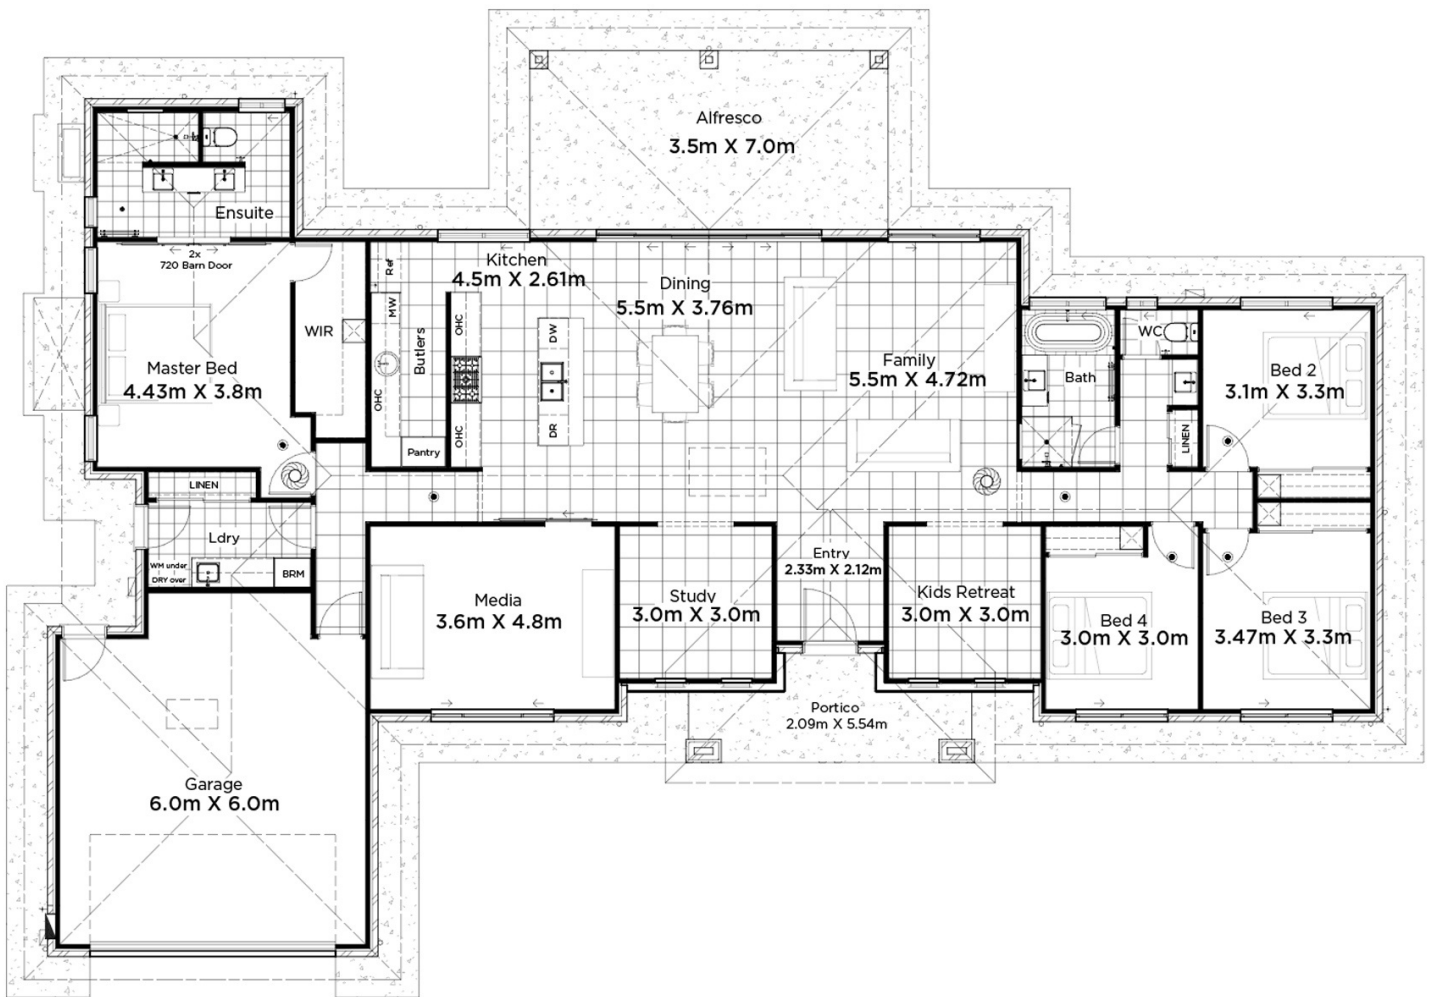 Alfresco
3.5m X 7.0m
Ensuite
2x
720 Barn Door
Kitchen
4.5m X 2.61m
Ref
MW
Butlers
OHC
Pantry
OHC
OHC
DW
DR
Dining
5.5m X 3.76m
Family
5.5m X 4.72m
WIR
Master Bed
4.43m X 3.8m
Bath
WC
LINEN
Bed 2
3.1m X 3.3m
LINEN
Ldry
WM under
DRY over
BRM
Media
3.6m X 4.8m
Study
3.0m X 3.0m
Entry
2.33m X 2.12m
Kids Retreat
3.0m X 3.0m
Bed 4
3.0m X 3.0m
Bed 3
3.47m X 3.3m
Portico
2.09m X 5.54m
Garage
6.0m X 6.0m